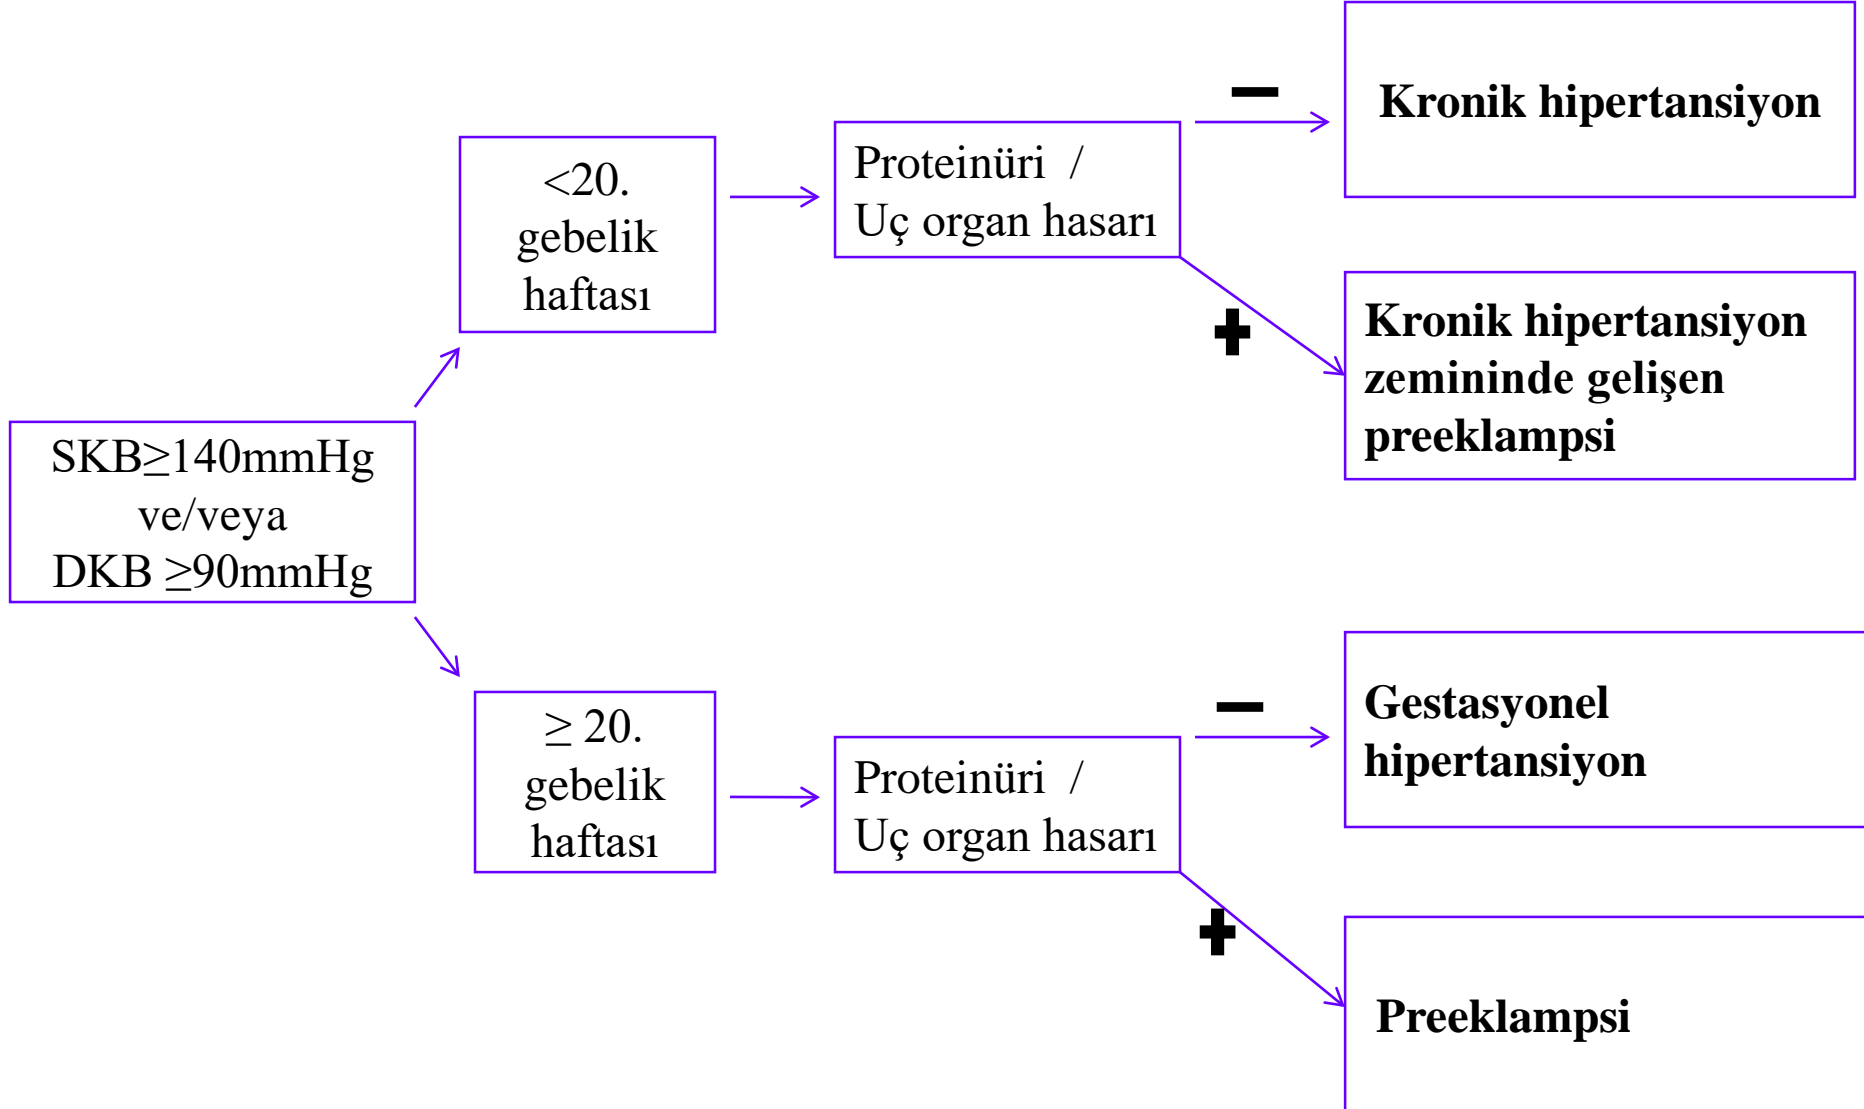 SKB≥140mmHg
ve/veya
DKB ≥90mmHg
<20.
gebelik
haftası
Proteinüri /
Uç organ hasarı
−
Kronik hipertansiyon
+
Kronik hipertansiyon
zemininde gelişen
preeklampsi
≥ 20.
gebelik
haftası
Proteinüri /
Uç organ hasarı
−
Gestasyonel
hipertansiyon
+
Preeklampsi